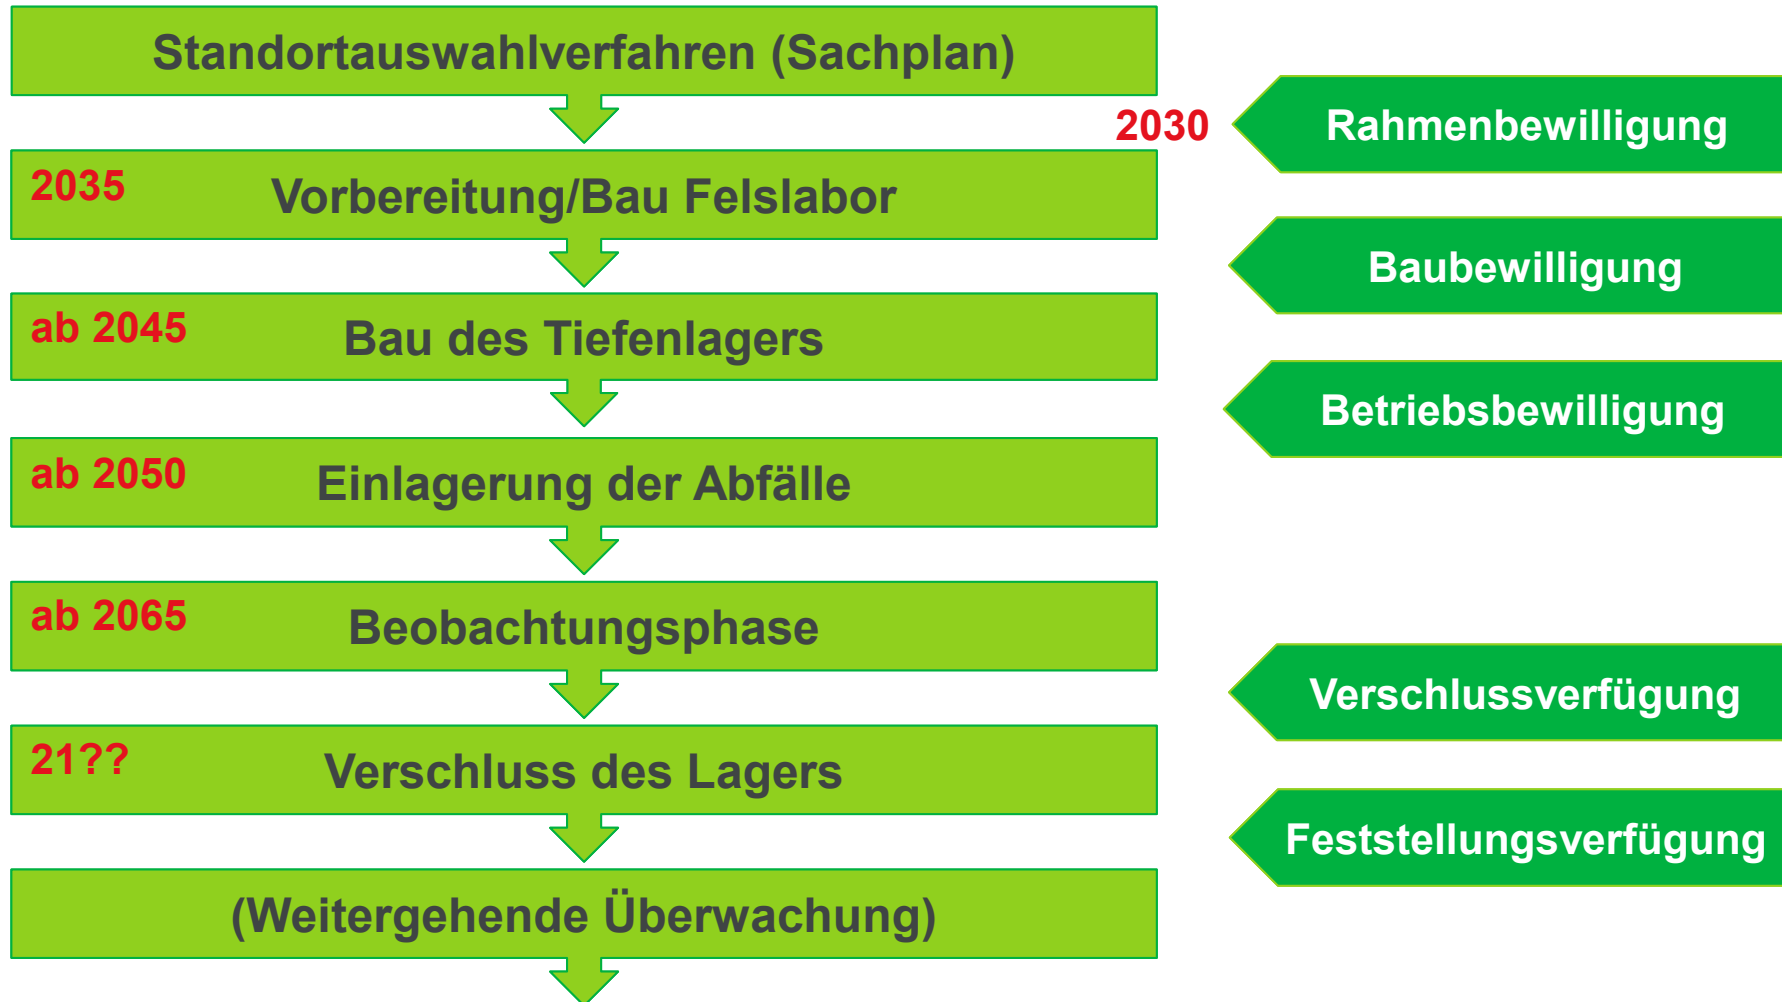 Standortauswahlverfahren (Sachplan)
2030
Rahmenbewilligung
2035
Vorbereitung/Bau Felslabor
Baubewilligung
ab 2045
Bau des Tiefenlagers
Betriebsbewilligung
ab 2050
Einlagerung der Abfälle
ab 2065
Beobachtungsphase
Verschlussverfügung
21??
Verschluss des Lagers
Feststellungsverfügung
(Weitergehende Überwachung)